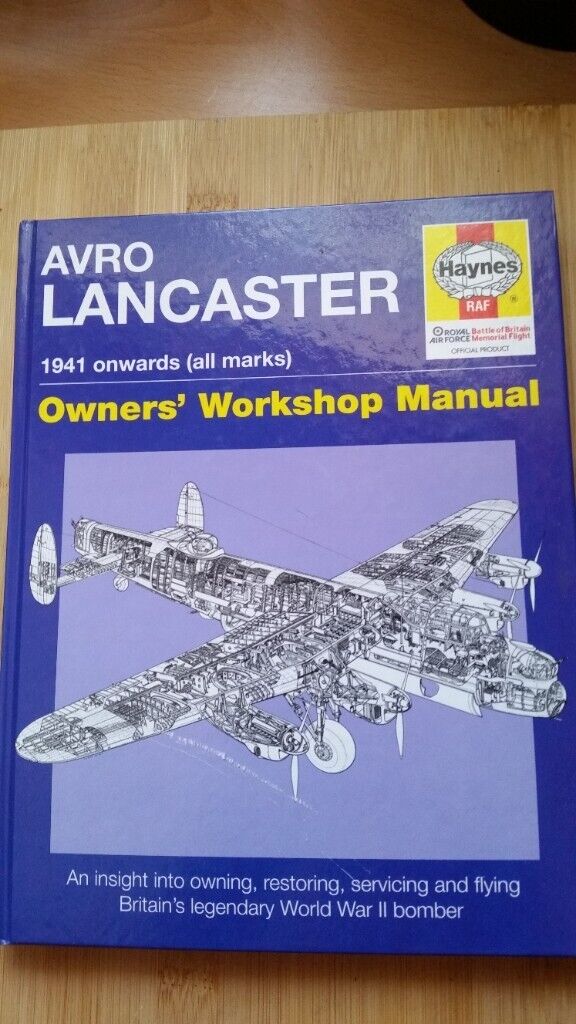 AVRO
LANCASTER
1941 onwards (all marks)
Haynes
®
RAF
ROYAL AIR FORCE
Battle of Britain
Memorial Flight
OFFICIAL PRODUCT
Owners' Workshop Manual
An insight into owning, restoring, servicing and flying
Britain's legendary World War II bomber